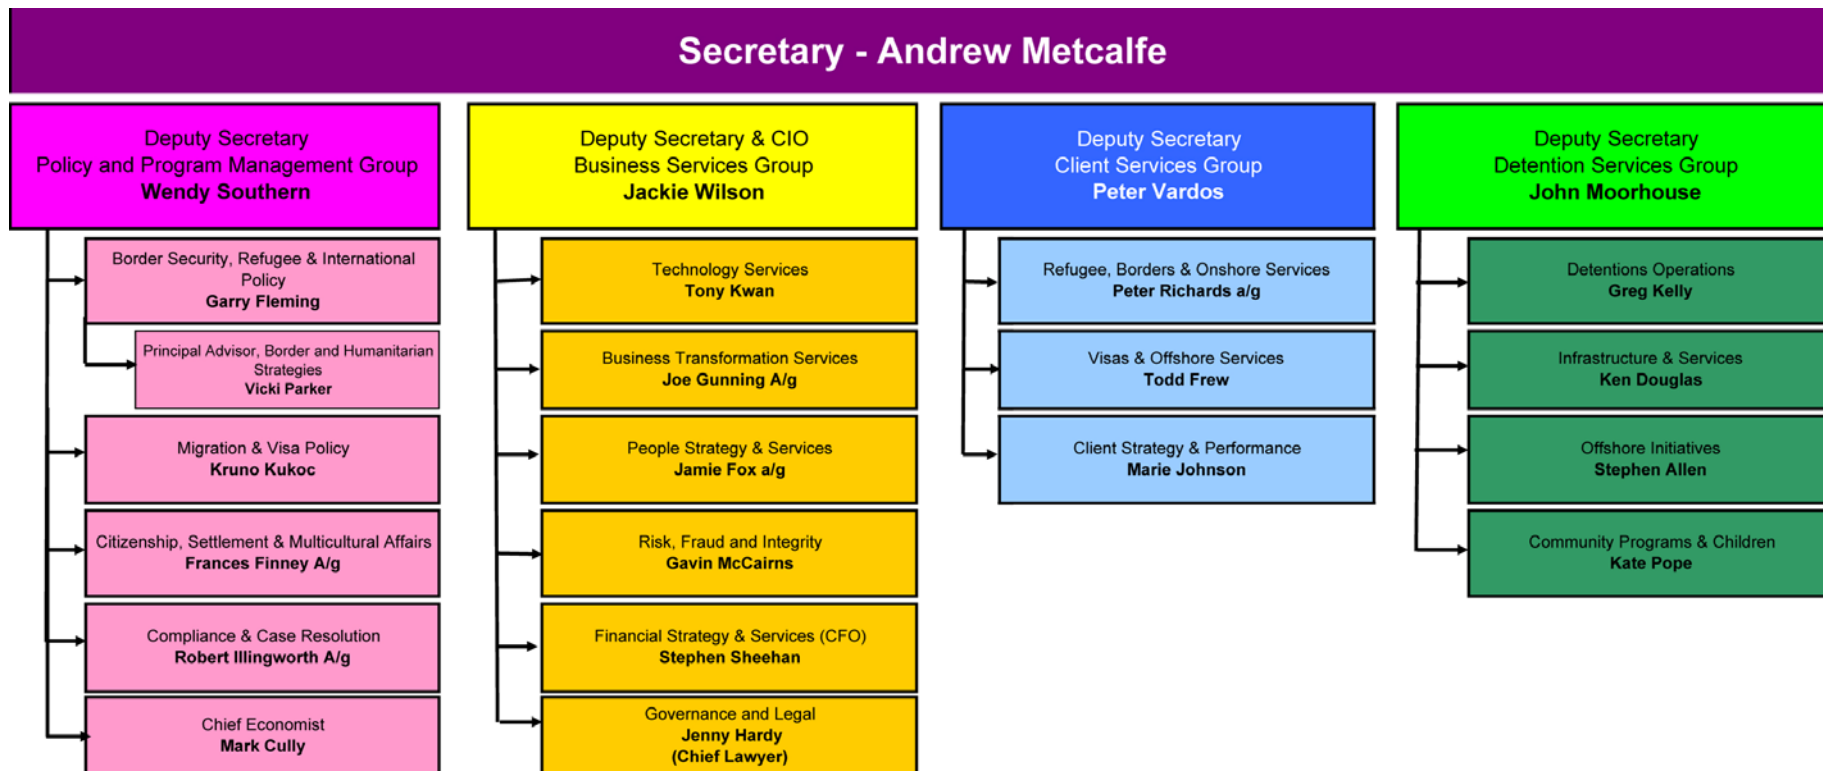 Secretary - Andrew Metcalfe
Deputy Secretary
Policy and Program Management Group
Wendy Southern
Border Security, Refugee & International
Policy
Garry Fleming
Principal Advisor, Border and Humanitarian
Strategies
Vicki Parker
Migration & Visa Policy
Kruno Kukoc
Citizenship, Settlement & Multicultural Affairs
Frances Finney A/g
Compliance & Case Resolution
Robert Illingworth A/g
Chief Economist
Mark Cully
Deputy Secretary & CIO
Business Services Group
Jackie Wilson
Technology Services
Tony Kwan
Business Transformation Services
Joe Gunning A/g
People Strategy & Services
Jamie Fox a/g
Risk, Fraud and Integrity
Gavin McCairns
Financial Strategy & Services (CFO)
Stephen Sheehan
Governance and Legal
Jenny Hardy
(Chief Lawyer)
Deputy Secretary
Client Services Group
Peter Vardos
Refugee, Borders & Onshore Services
Peter Richards a/g
Visas & Offshore Services
Todd Frew
Client Strategy & Performance
Marie Johnson
Deputy Secretary
Detention Services Group
John Moorhouse
Detentions Operations
Greg Kelly
Infrastructure & Services
Ken Douglas
Offshore Initiatives
Stephen Allen
Community Programs & Children
Kate Pope